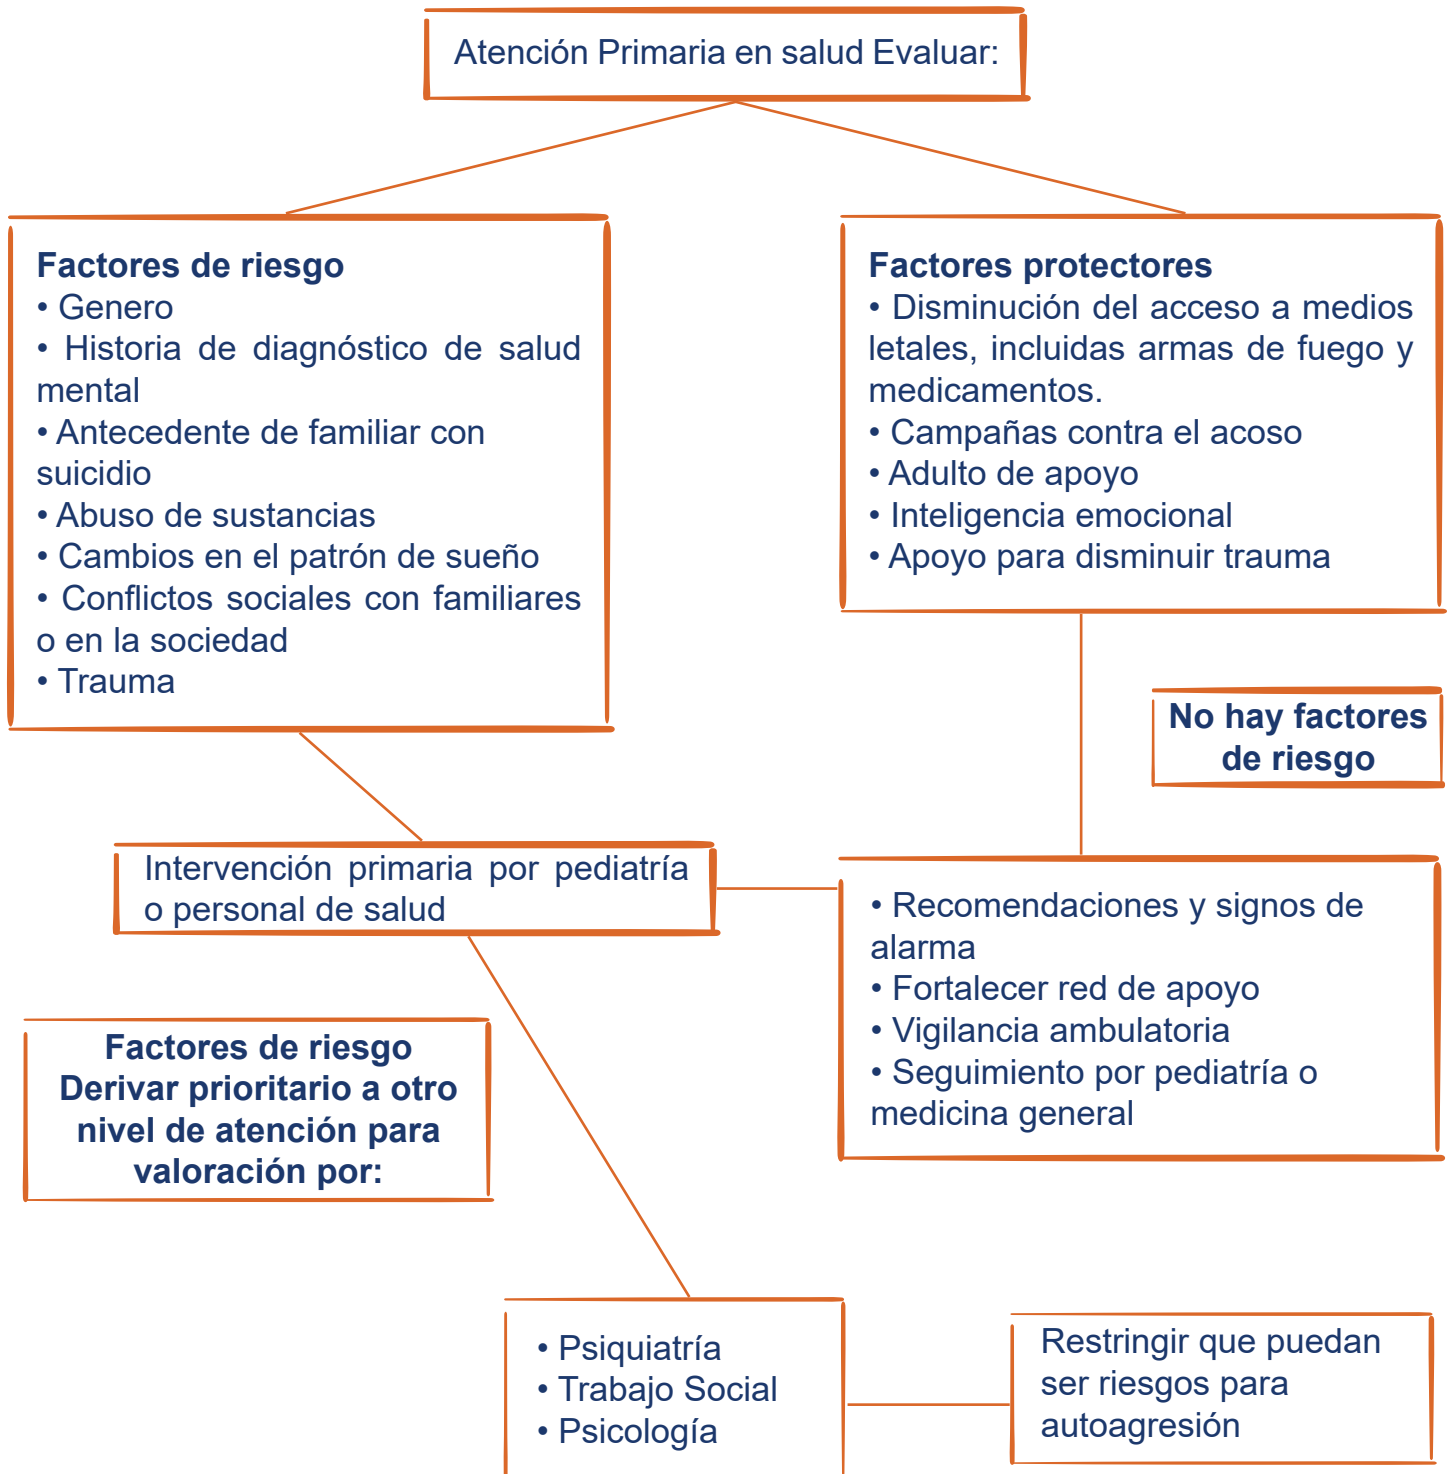 Atención Primaria en salud Evaluar:
Factores de riesgo
• Genero
• Historia de diagnóstico de salud
mental
• Antecedente de familiar con
suicidio
• Abuso de sustancias
• Cambios en el patrón de sueño
• Conflictos sociales con familiares
o en la sociedad
• Trauma
Factores protectores
• Disminución del acceso a medios
letales, incluidas armas de fuego y
medicamentos.
• Campañas contra el acoso
• Adulto de apoyo
• Inteligencia emocional
• Apoyo para disminuir trauma
No hay factores
de riesgo
Intervención primaria por pediatría
o personal de salud
• Recomendaciones y signos de
alarma
• Fortalecer red de apoyo
• Vigilancia ambulatoria
• Seguimiento por pediatría o
medicina general
Factores de riesgo
Derivar prioritario a otro
nivel de atención para
valoración por:
• Psiquiatría
• Trabajo Social
• Psicología
Restringir que puedan
ser riesgos para
autoagresión